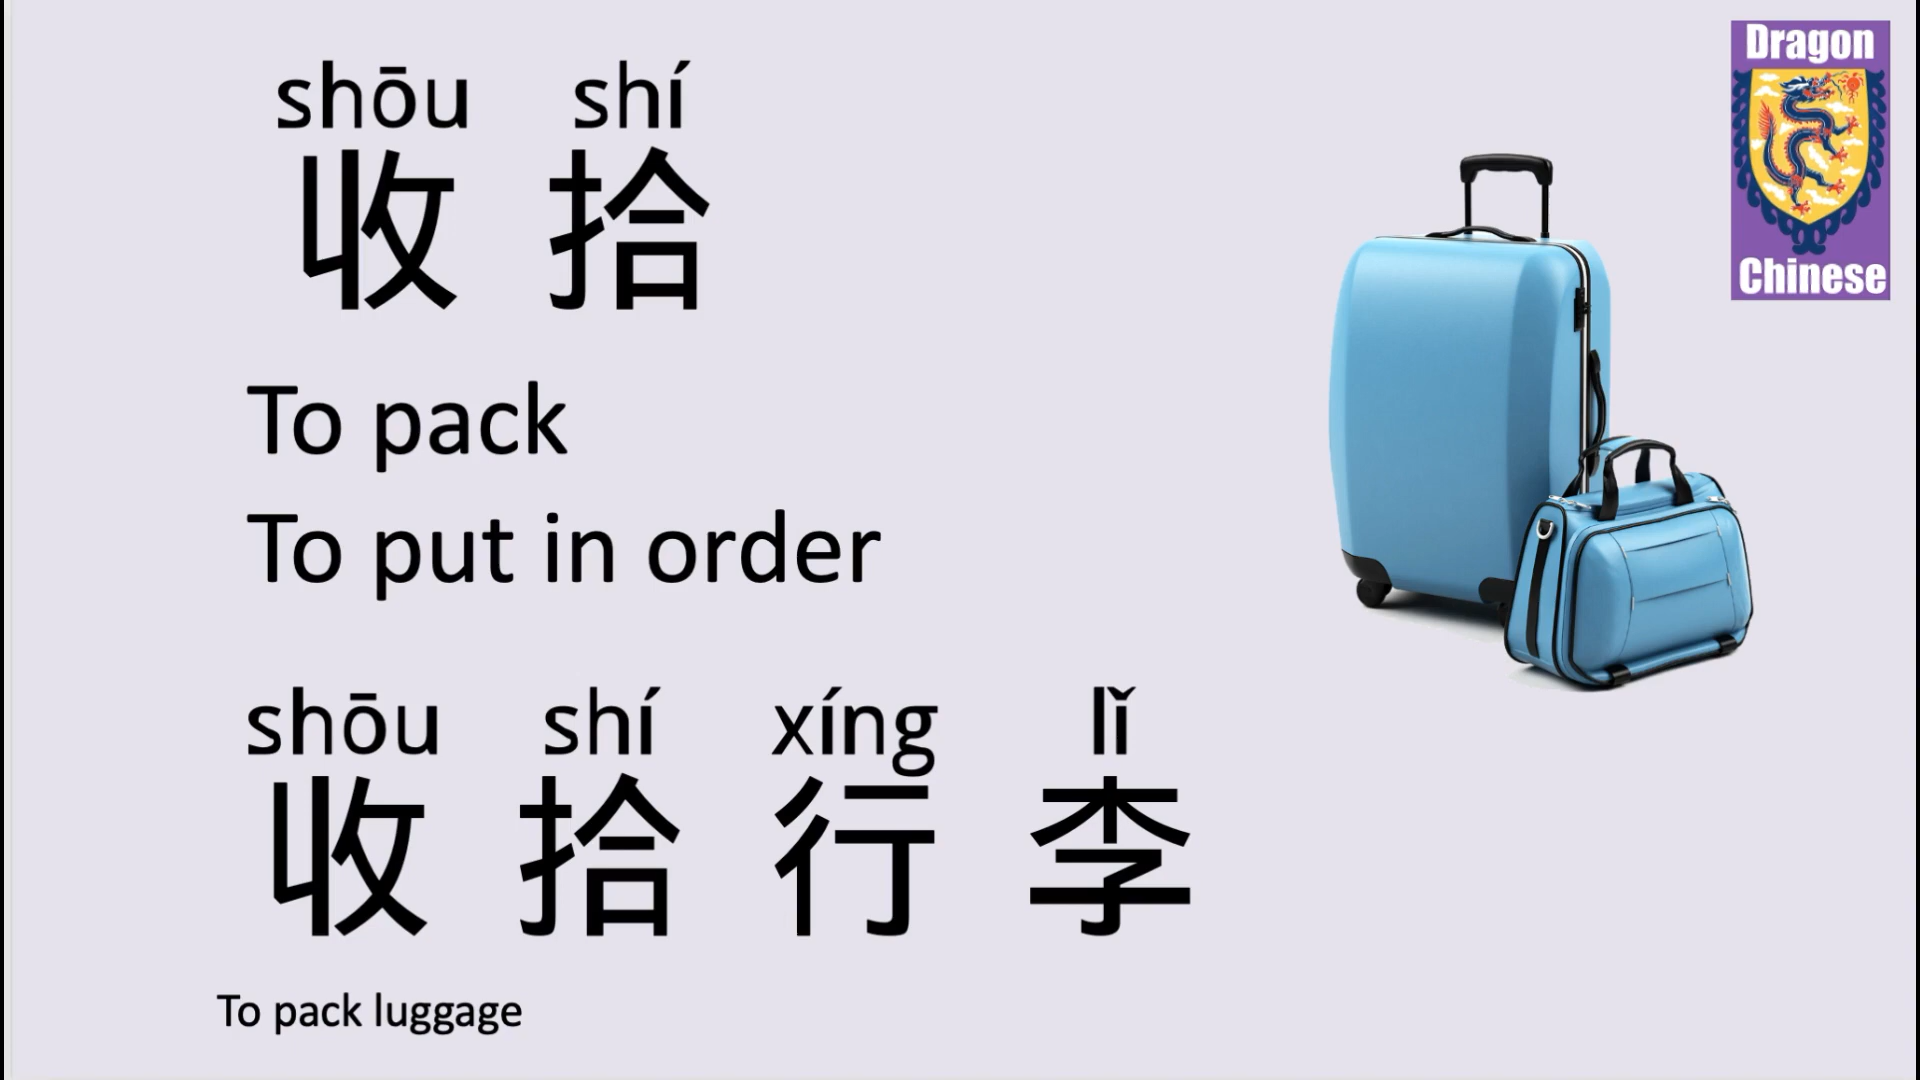 shōu shí
收 拾
To pack
To put in order
shōu shí xíng lǐ
收 拾 行 李
To pack luggage
Dragon
Chinese